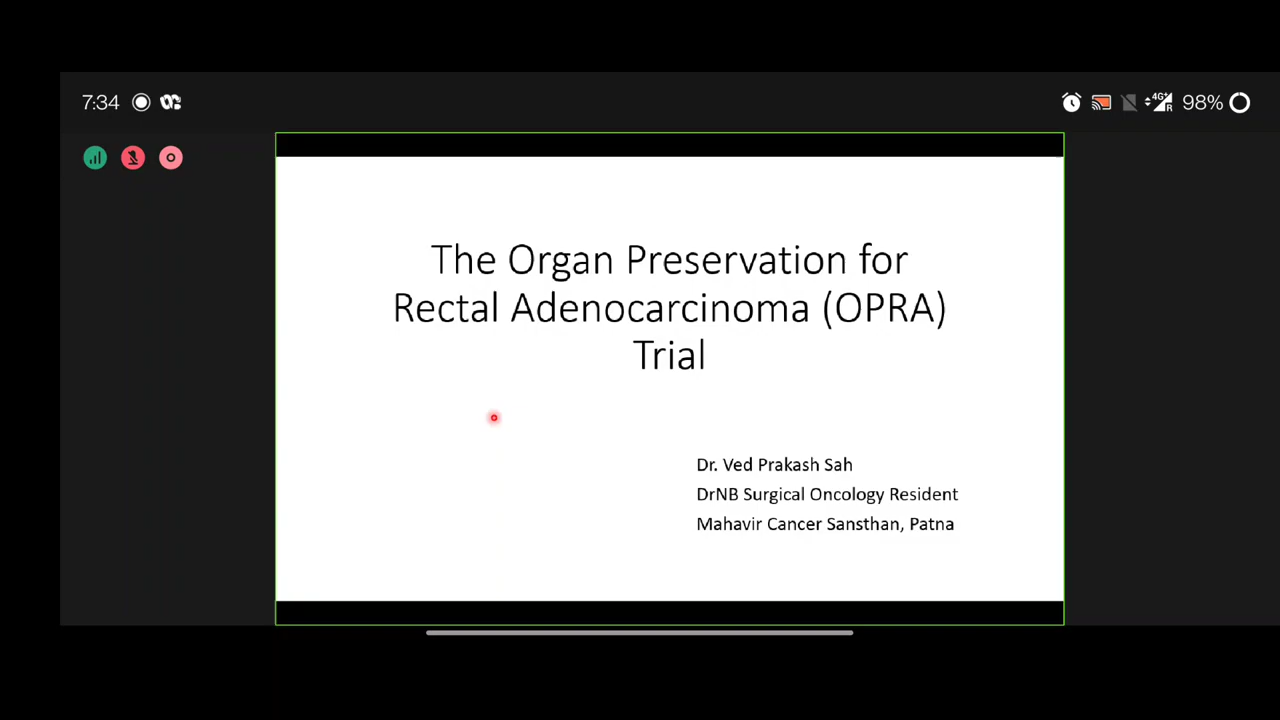 7:34
4G+
R
98%
The Organ Preservation for
Rectal Adenocarcinoma (OPRA)
Trial
Dr. Ved Prakash Sah
DrNB Surgical Oncology Resident
Mahavir Cancer Sansthan, Patna